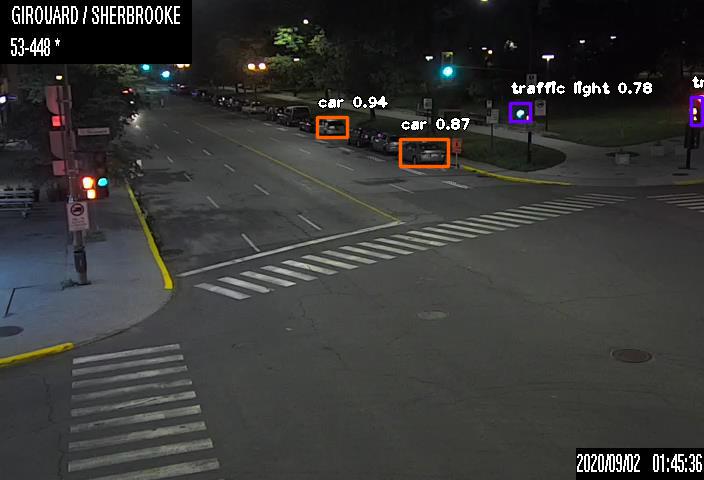 GIROUARD / SHERBROOKE
53-448 *
car 0.94
traffic light 0.78
tr
car 0.87
2020/09/02 01:45:36